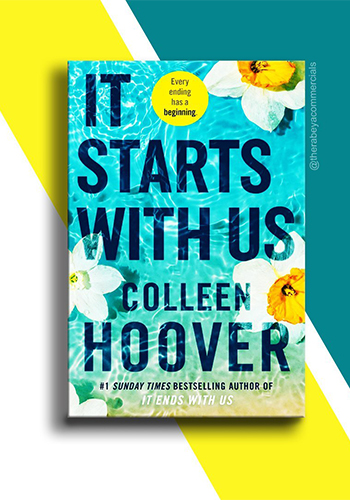 IT
STARTS
WITH US
Every
ending
has a
beginning.
COLLEEN
HOOVER
#1 SUNDAY TIMES BESTSELLING AUTHOR OF
IT ENDS WITH US
@therabeyacommercials